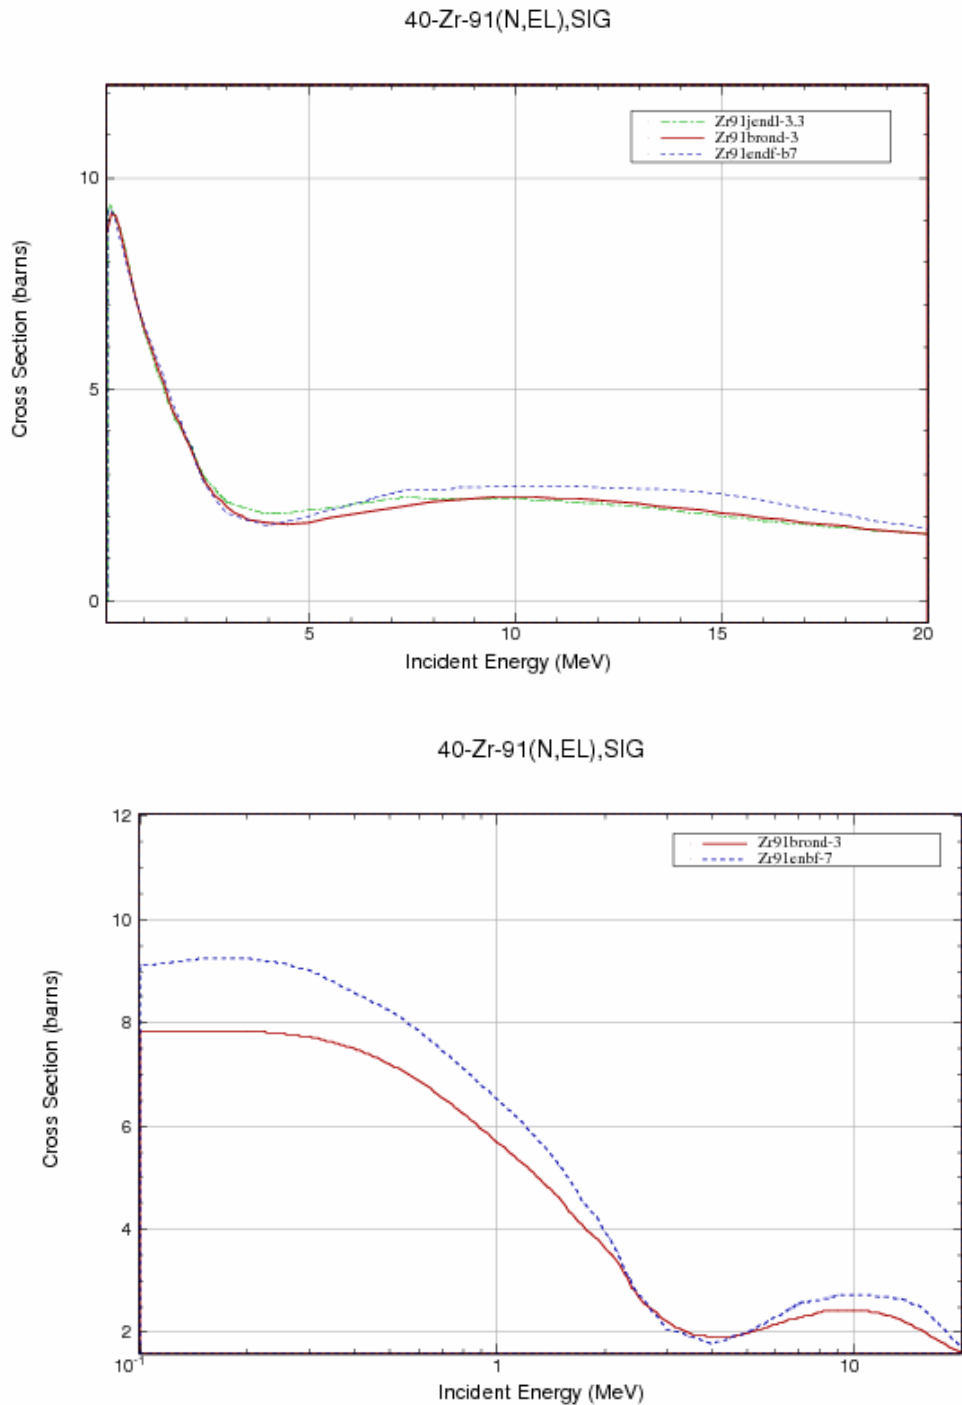 40-Zr-91(N,EL),SIG
Zr91jendl-3.3
Zr91brond-3
Zr91endf-b7
10
5
0
Cross Section (barns)
5
10
15
20
Incident Energy (MeV)
40-Zr-91(N,EL),SIG
Zr91brond-3
Zr91enbf-7
12
10
8
6
4
2
Cross Section (barns)
10-1
1
10
Incident Energy (MeV)